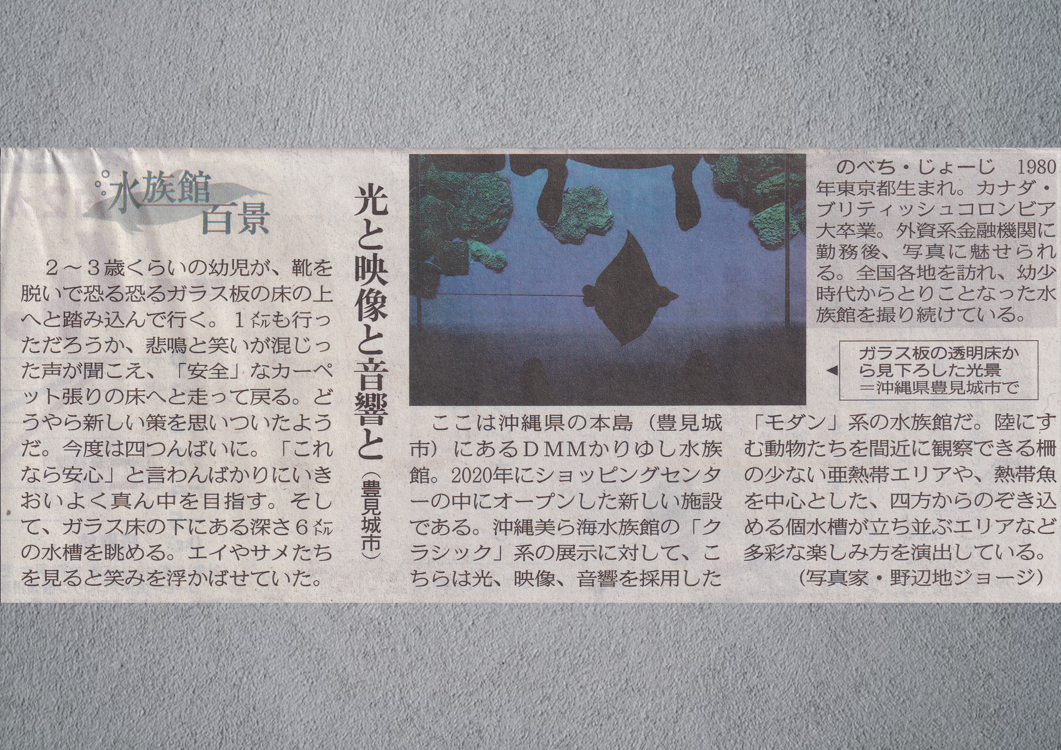 水族館
百景
光と映像と音響と（豊見城市）
２～３歳くらいの幼児が、靴を
脱いで恐る恐るガラス板の床の上
へと踏み込んで行く。１㍍も行っ
ただろうか、悲鳴と笑いが混じっ
た声が聞こえ、「安全」なカーペ
ット張りの床へと走って戻る。ど
うやら新しい策を思いついたよう
だ。今度は四つんばいに。「これ
なら安心」と言わんばかりにいき
おいよく真ん中を目指す。そし
て、ガラス床の下にある深さ６㍍
の水槽を眺める。エイやサメたち
を見ると笑みを浮かばせていた。
ここは沖縄県の本島（豊見城
市）にあるＤＭＭかりゆし水族
館。2020年にショッピングセンタ
ーの中にオープンした新しい施設
である。沖縄美ら海水族館の「ク
ラシック」系の展示に対して、こ
ちらは光、映像、音響を採用した
「モダン」系の水族館だ。陸にす
む動物たちを間近に観察できる柵
の少ない亜熱帯エリアや、熱帯魚
を中心とした、四方からのぞき込
める個水槽が立ち並ぶエリアなど
多彩な楽しみ方を演出している。
（写真家・野辺地ジョージ）
のべち・じょーじ　1980
年東京都生まれ。カナダ・
ブリティッシュコロンビア
大卒業。外資系金融機関に
勤務後、写真に魅せられ
る。全国各地を訪れ、幼少
時代からとりことなった水
族館を撮り続けている。
◀ガラス板の透明床か
ら見下ろした光景
＝沖縄県豊見城市で